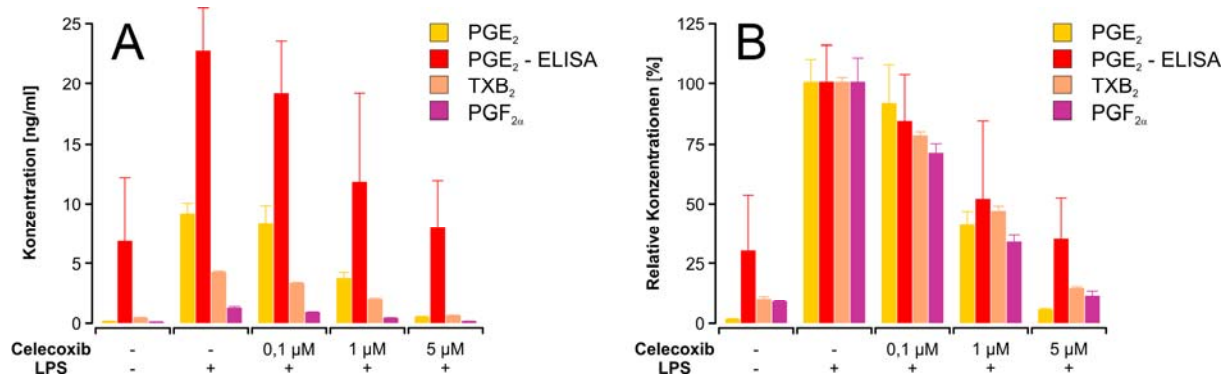 A
PGE₂
PGE₂ - ELISA
TXB₂
PGF₂α
Konzentration [ng/ml]
25
20
15
10
5
0
Celecoxib - - 0,1 µM 1 µM 5 µM
LPS - + + + +
B
PGE₂
PGE₂ - ELISA
TXB₂
PGF₂α
Relative Konzentrationen [%]
125
100
75
50
25
0
- - 0,1 µM 1 µM 5 µM
- + + + +